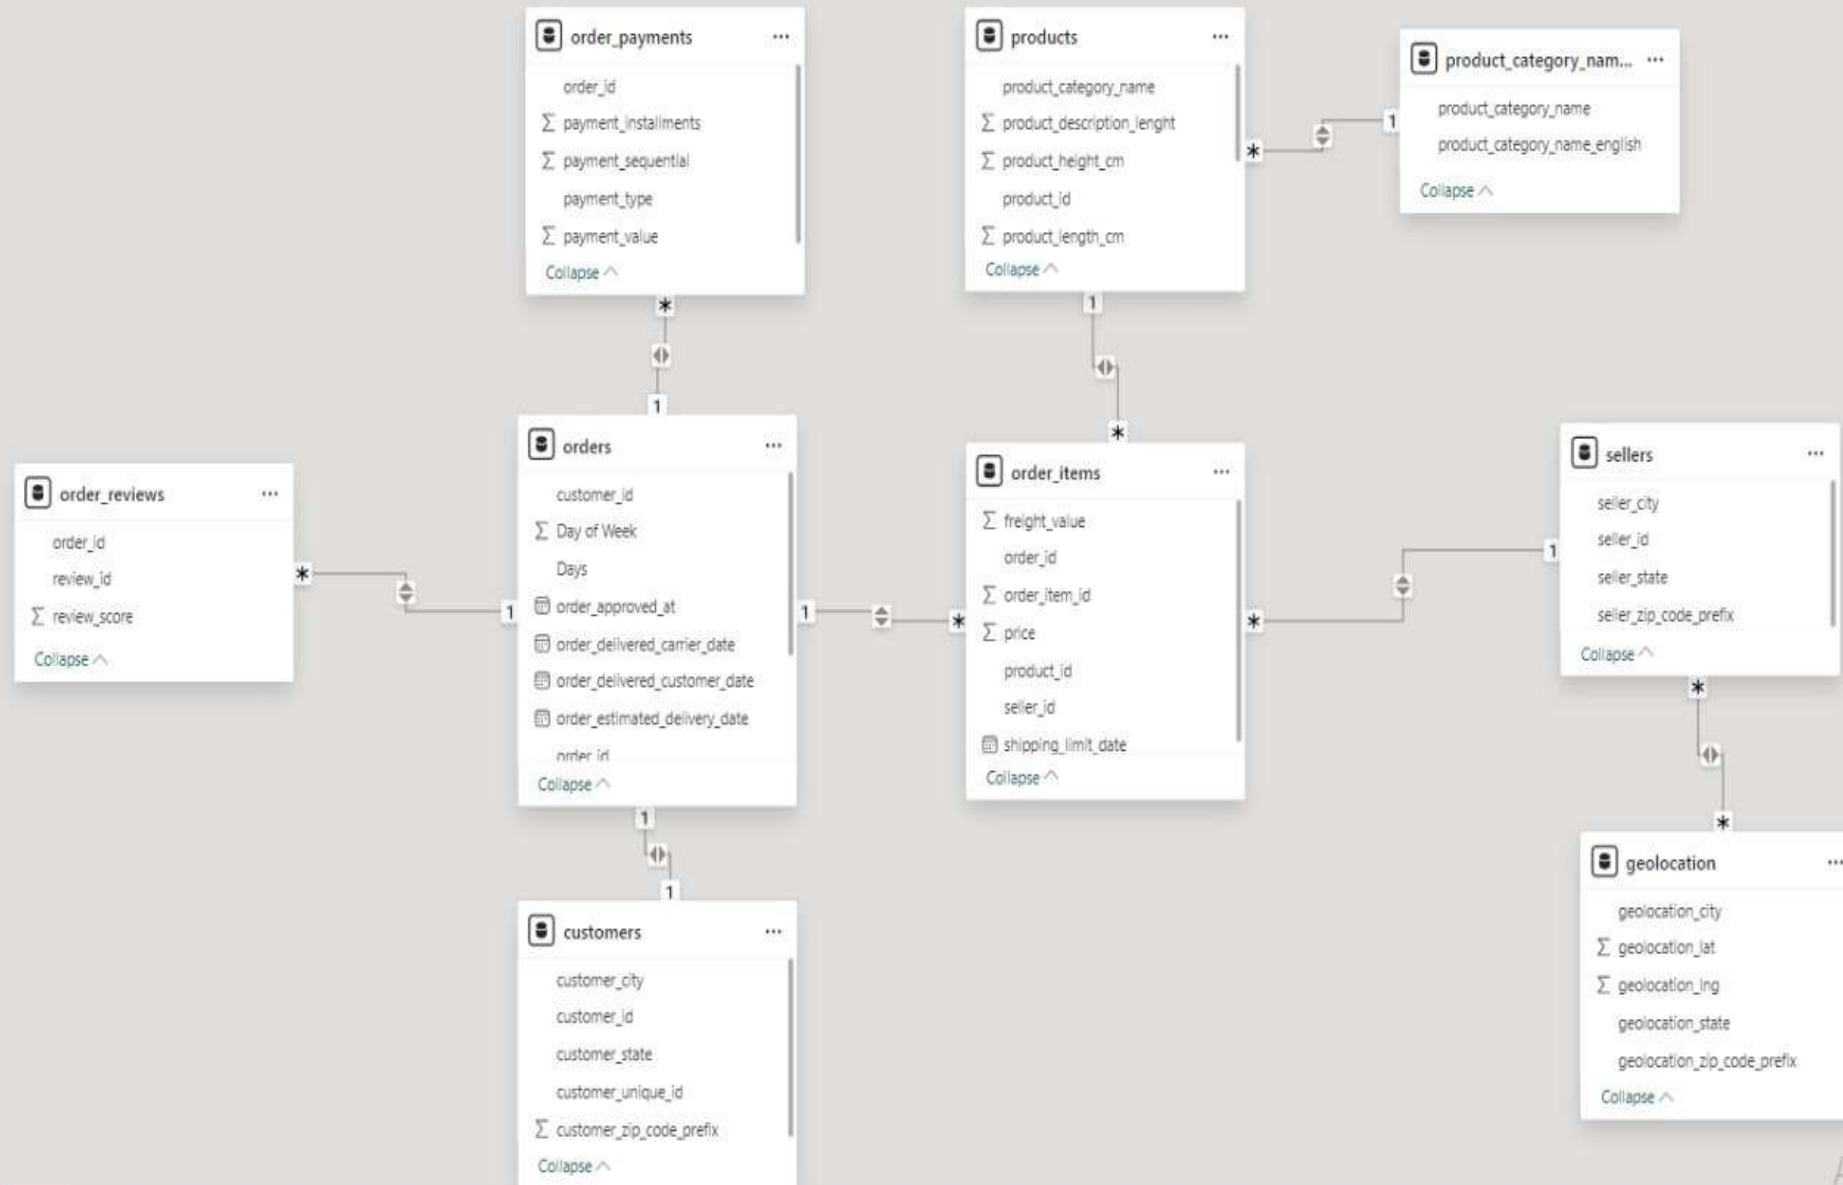 order_payments
order_id
payment_installments
payment_sequential
payment_type
payment_value
Collapse
products
product_category_name
product_description_lenght
product_height_cm
product_id
product_length_cm
Collapse
product_category_nam...
product_category_name
product_category_name_english
Collapse
*
1
1
*
1
*
order_reviews
order_id
review_id
review_score
Collapse
*
1
orders
customer_id
Day of Week
Days
order_approved_at
order_delivered_carrier_date
order_delivered_customer_date
order_estimated_delivery_date
order_id
Collapse
1
*
order_items
freight_value
order_id
order_item_id
price
product_id
seller_id
shipping_limit_date
Collapse
*
1
sellers
seller_city
seller_id
seller_state
seller_zip_code_prefix
Collapse
*
*
1
1
customers
customer_city
customer_id
customer_state
customer_unique_id
customer_zip_code_prefix
Collapse
geolocation
geolocation_city
geolocation_lat
geolocation_lng
geolocation_state
geolocation_zip_code_prefix
Collapse